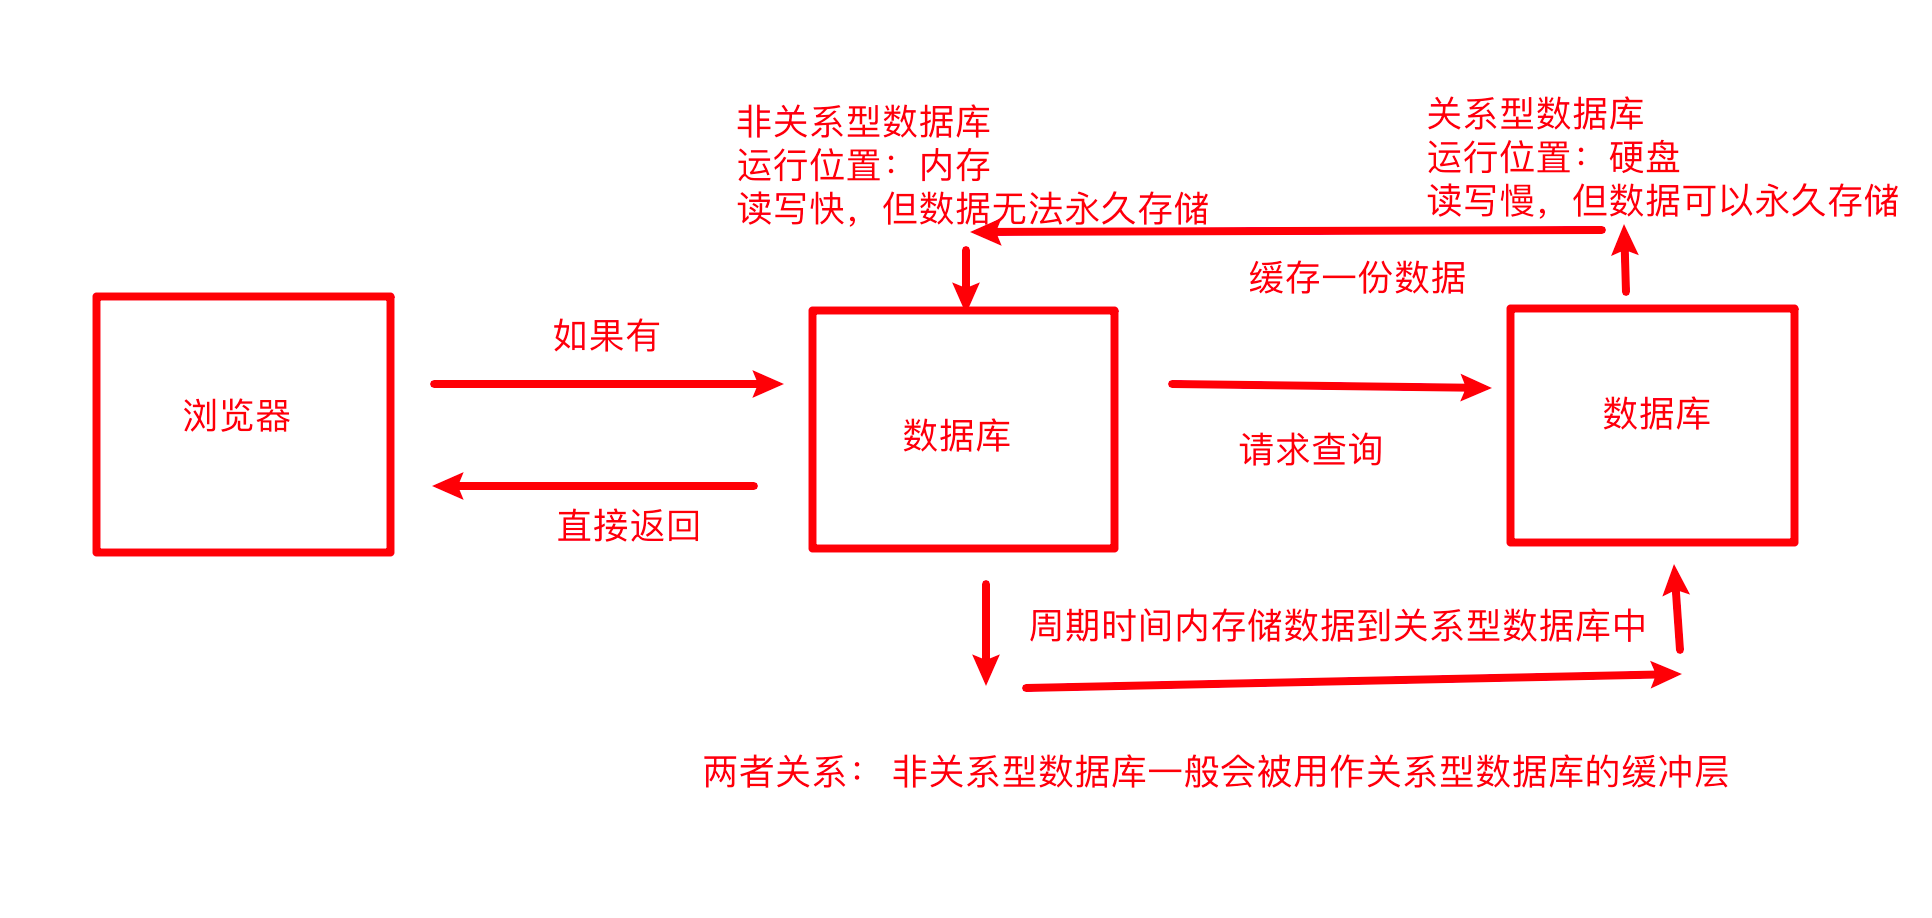 非关系型数据库
运行位置：内存
读写快，但数据无法永久存储
关系型数据库
运行位置：硬盘
读写慢，但数据可以永久存储
缓存一份数据
如果有
浏览器
数据库
数据库
请求查询
直接返回
周期时间内存储数据到关系型数据库中
两者关系： 非关系型数据库一般会被用作关系型数据库的缓冲层